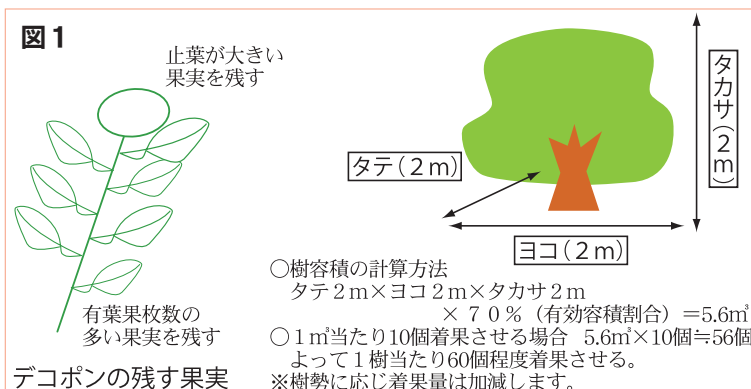 図1
止葉が大きい
果実を残す
有葉果枚数の
多い果実を残す
デコポンの残す果実
タカサ(2m)
タテ(2m)
ヨコ(2m)
○樹容積の計算方法
タテ2m×ヨコ2m×タカサ2m
×70%(有効容積割合)=5.6㎥
○1㎥当たり10個着果させる場合 5.6㎥×10個≒56個
よって1樹当たり60個程度着果させる。
※樹勢に応じ着果量は加減します。